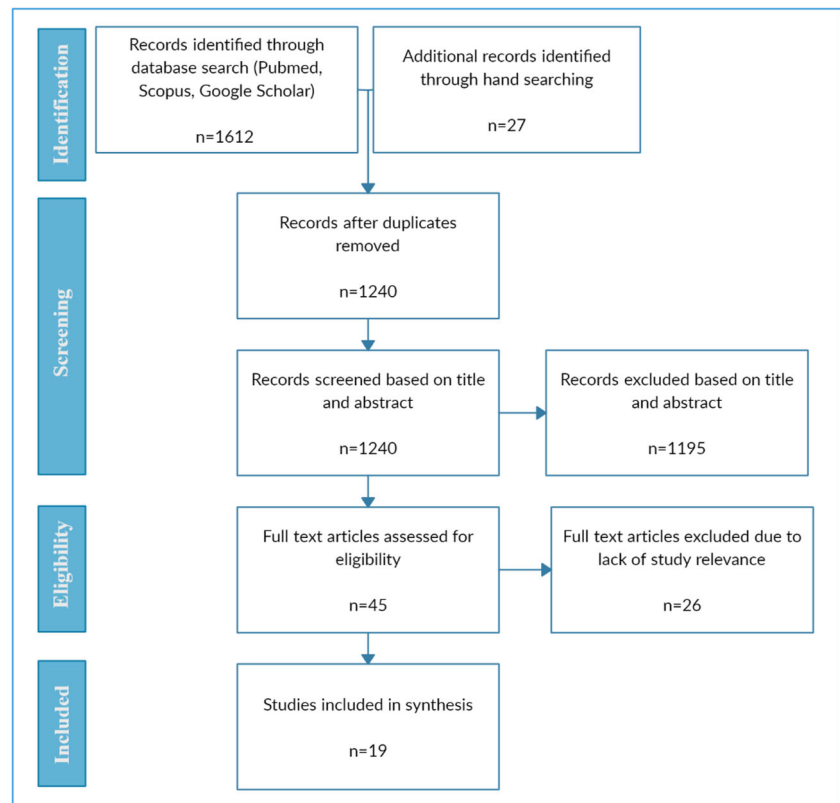 Identification
Records identified through
database search (Pubmed,
Scopus, Google Scholar)
n=1612
Additional records identified
through hand searching
n=27
Screening
Records after duplicates
removed
n=1240
Records screened based on title
and abstract
n=1240
Records excluded based on title
and abstract
n=1195
Eligibility
Full text articles assessed for
eligibility
n=45
Full text articles excluded due to
lack of study relevance
n=26
Included
Studies included in synthesis
n=19